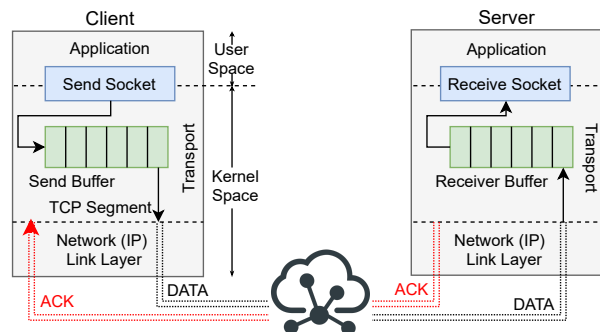 Client
Application
Send Socket
Send Buffer
TCP Segment
Transport
Network (IP)
Link Layer
ACK
DATA
User
Space
Kernel
Space
Server
Application
Receive Socket
Receiver Buffer
Transport
Network (IP)
Link Layer
ACK
DATA